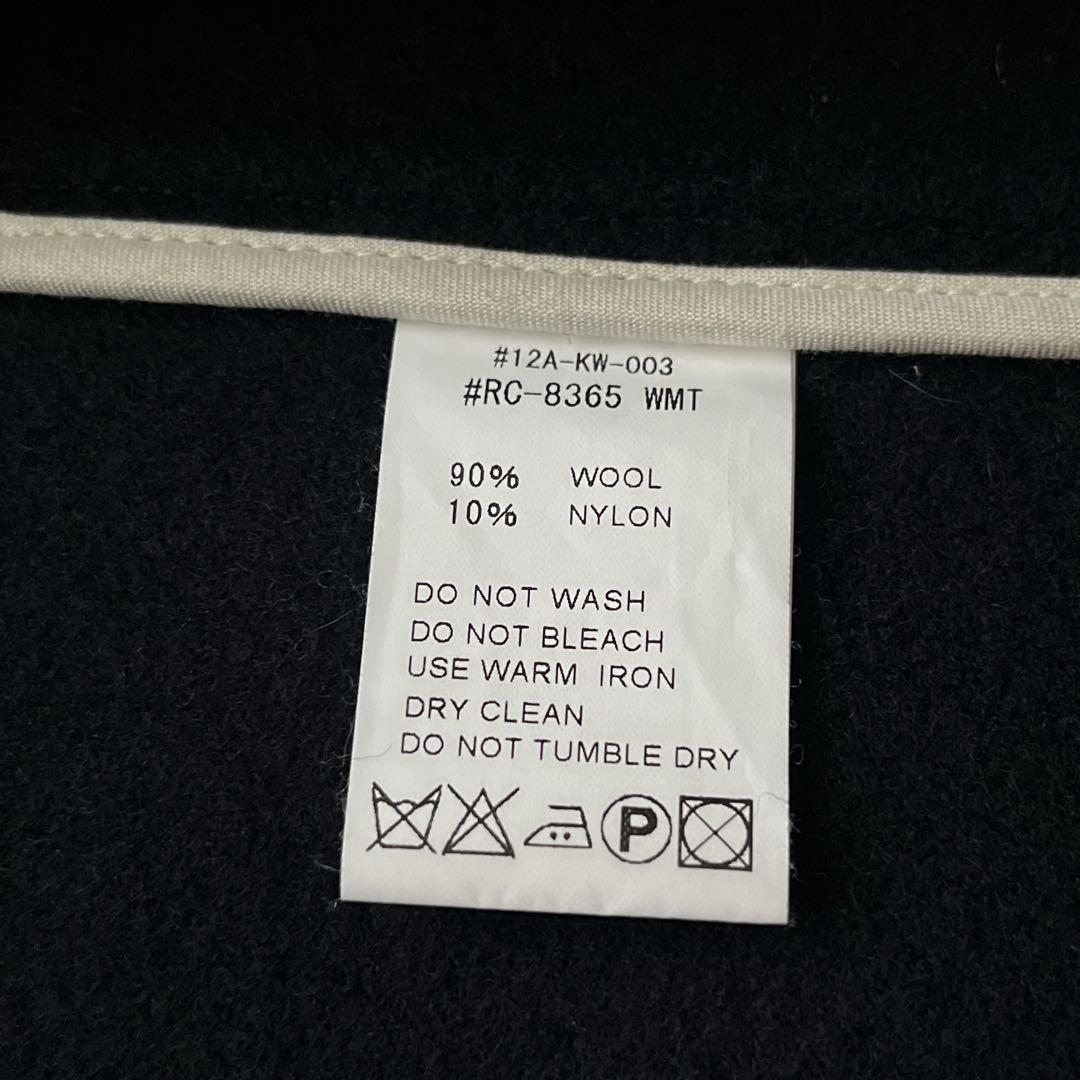 #12A-KW-003
#RC-8365 WMT
90% WOOL
10% NYLON
DO NOT WASH
DO NOT BLEACH
USE WARM IRON
DRY CLEAN
DO NOT TUMBLE DRY
P